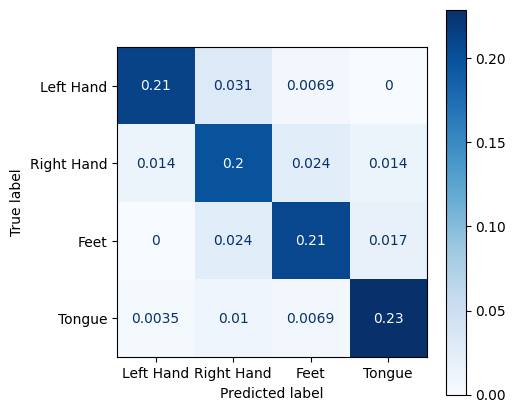 Left Hand 0.21 0.031 0.0069 0
Right Hand 0.014 0.2 0.024 0.014
Feet 0 0.024 0.21 0.017
Tongue 0.0035 0.01 0.0069 0.23
Left Hand Right Hand Feet Tongue
Predicted label
True label
0.20
0.15
0.10
0.05
0.00